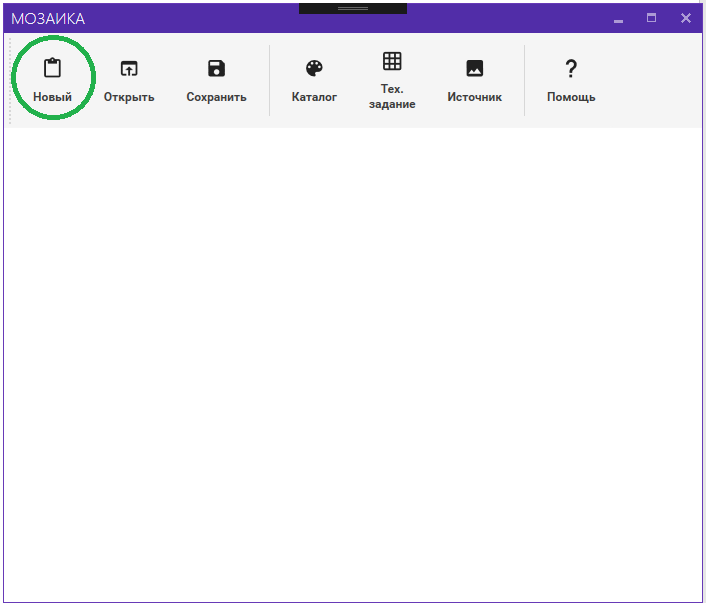 МОЗАИКА
Новый
Открыть
Сохранить
Каталог
Тех.
задание
Источник
Помощь